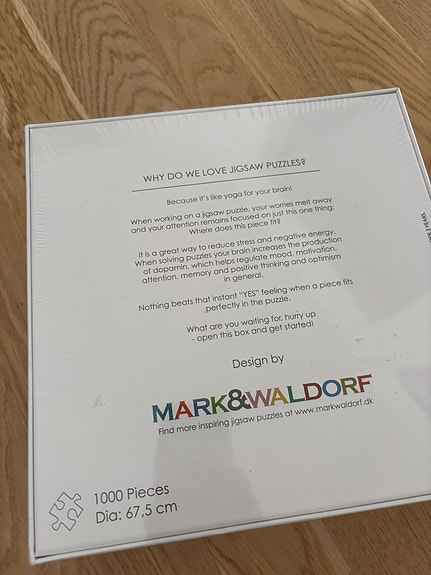 WHY DO WE LOVE JIGSAW PUZZLES?
Because it's like yoga for your brain!
When working on a jigsaw puzzle, your worries melt away
and your attention remains focused on just this one thing:
Where does this piece fit?
It is a great way to reduce stress and negative energy.
When solving puzzles your brain increases the production
of dopamin, which helps regulate mood, motivation,
attention, memory and positive thinking and optimism
in general.
Nothing beats that instant "YES" feeling when a piece fits
perfectly in the puzzle.
What are you waiting for, hurry up
- open this box and get started!
Design by
MARK&WALDORF
Find more inspiring jigsaw puzzles at www.markwaldorf.dk
1000 Pieces
Dia: 67,5 cm
3 YEARS.